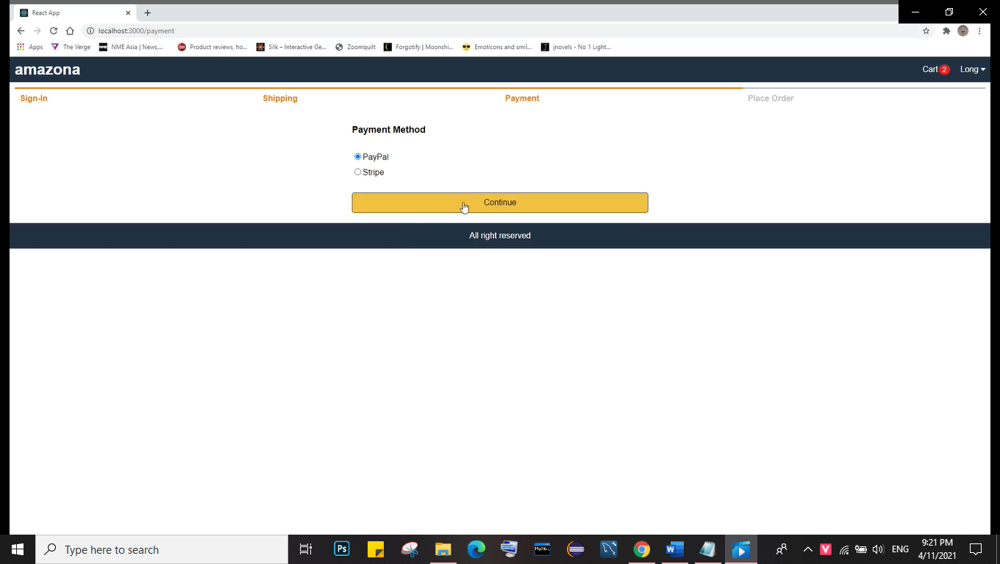 React App
localhost:3000/payment
Apps The Verge NME Asia | News,... Product reviews, ho... Silk – Interactive Ge... Zoomquilt Forgotify | Moonshi... Emoticons and smil... jnovels - No 1 Light...
amazona Cart 2 Long
Sign-In Shipping Payment Place Order
Payment Method
PayPal
Stripe
Continue
All right reserved
Type here to search Ps MySQL V ENG 9:21 PM
4/11/2021